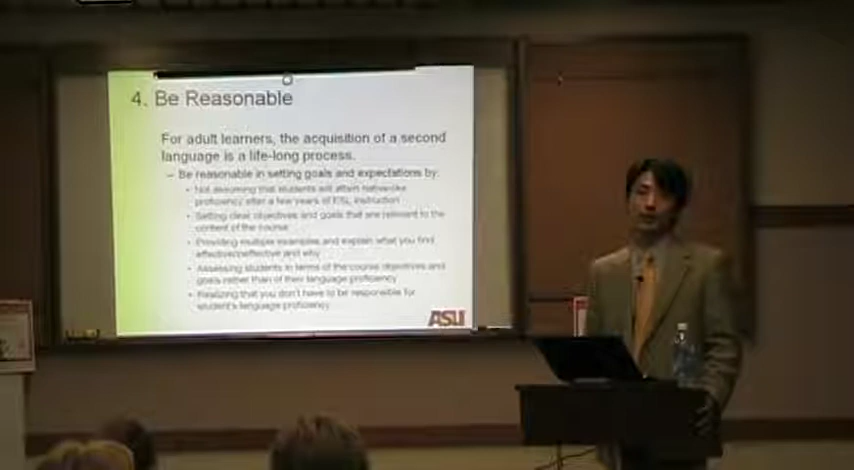 4. Be Reasonable
For adult learners, the acquisition of a second
language is a life-long process.
– Be reasonable in setting goals and expectations by:
• Not assuming that students will attain native-like
proficiency after a few years of ESL instruction
• Setting clear objectives and goals that are relevant to the
content of the course
• Providing multiple examples and explain what you find
effective/ineffective and why
• Assessing students in terms of the course objectives and
goals rather than of their language proficiency
• Realizing that you don't have to be responsible for
student's language proficiency
ASU